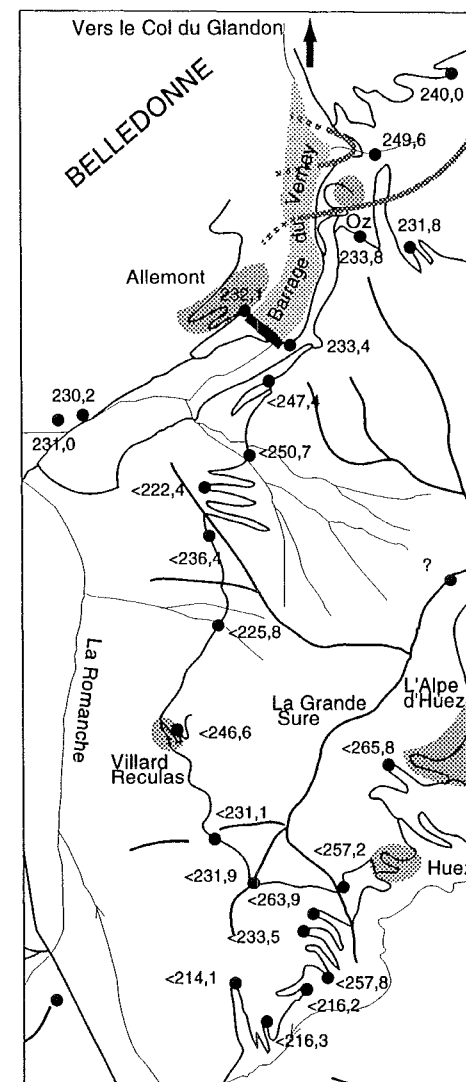 Vers le Col du Glandon
BELLEDONNE
240,0
249,6
Barrage du Verney
Oz
231,8
233,8
Allemont
232,1
233,4
230,2
231,0
<247,4
<250,7
<222,4
<236,4
?
<225,8
La Romanche
L'Alpe
d'Huez
La Grande
Sure
<246,6
<265,8
Villard
Reculas
<231,1
<257,2
Huez
<231,9
<263,9
<233,5
<214,1
<257,8
<216,2
<216,3